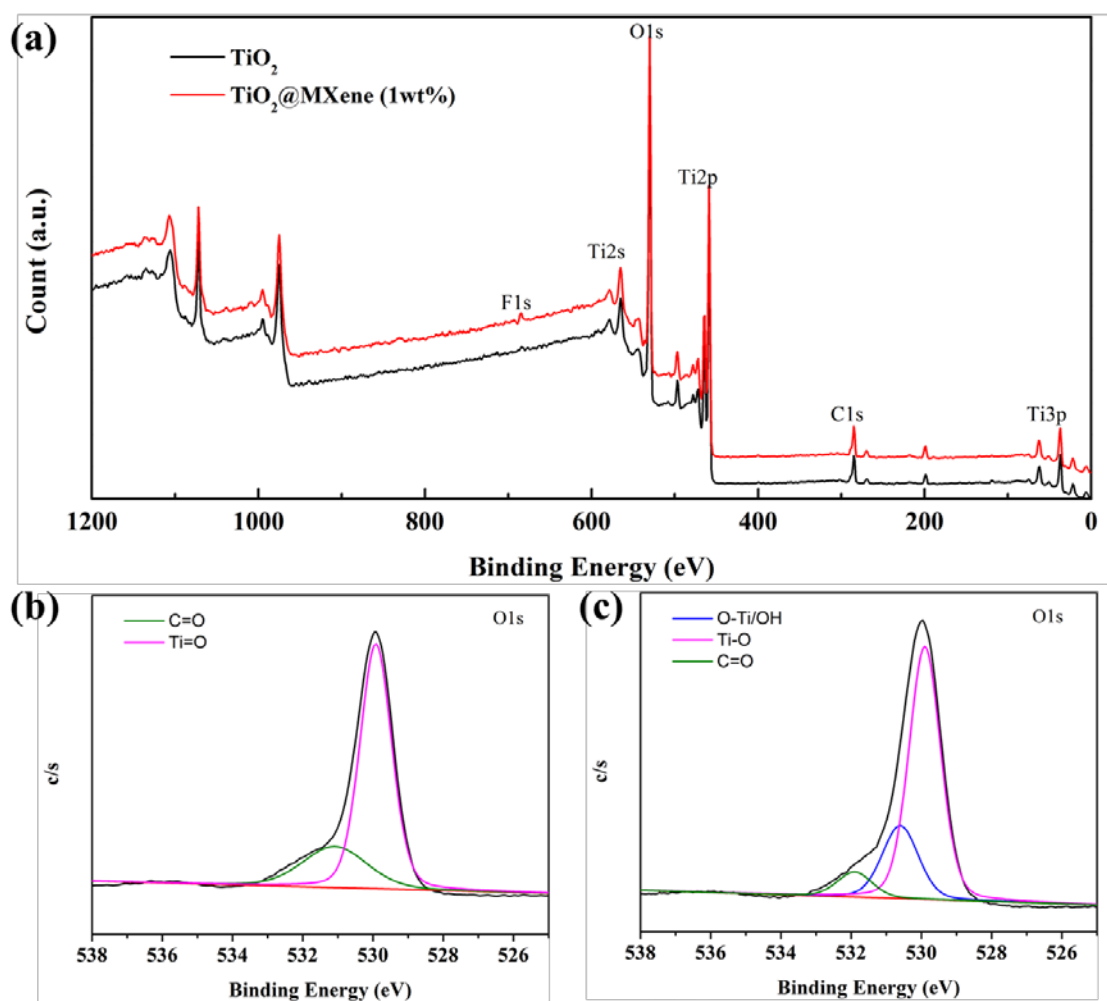 (a)
TiO2
TiO2@MXene (1wt%)
O1s
Ti2p
Ti2s
F1s
C1s
Ti3p
Count (a.u.)
1200 1000 800 600 400 200 0
Binding Energy (eV)
(b)
C=O
Ti=O
O1s
c/s
538 536 534 532 530 528 526
Binding Energy (eV)
(c)
O-Ti/OH
Ti-O
C=O
O1s
c/s
538 536 534 532 530 528 526
Binding Energy (eV)